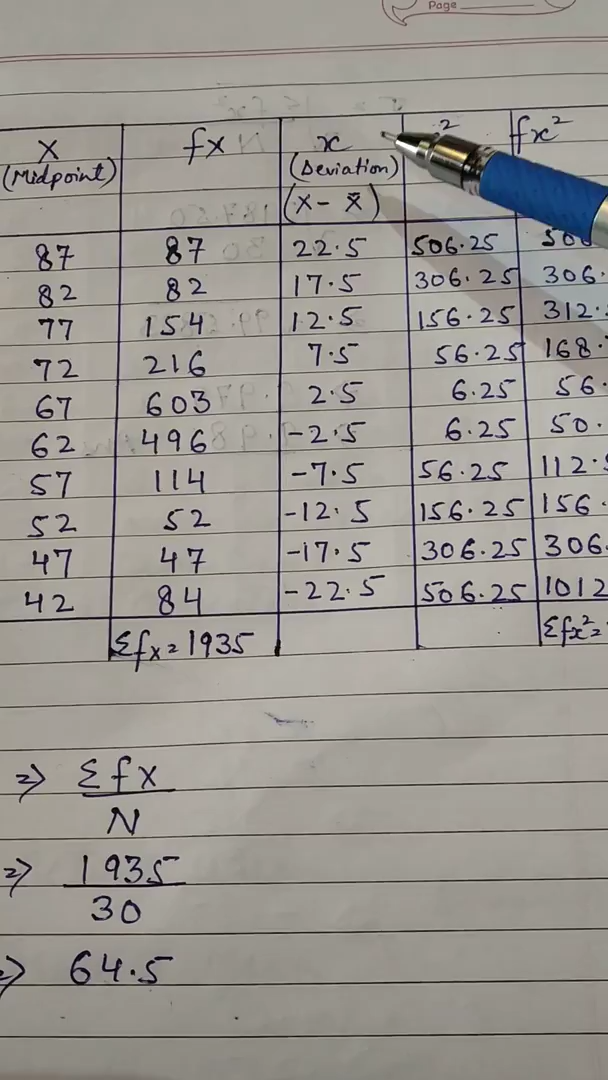 Page
X fx x 2 fx²
(Midpoint) (Deviation)
(X - x̄)
87 87 22.5 506.25
82 82 17.5 306.25 306.
77 154 12.5 156.25 312.
72 216 7.5 56.25 168.
67 603 2.5 6.25 56.
62 496 -2.5 6.25 50.
57 114 -7.5 56.25 112.5
52 52 -12.5 156.25 156.
47 47 -17.5 306.25 306.
42 84 -22.5 506.25 1012
Σfx = 1935 Σfx² =
=> Σfx
N
=> 1935
30
=> 64.5